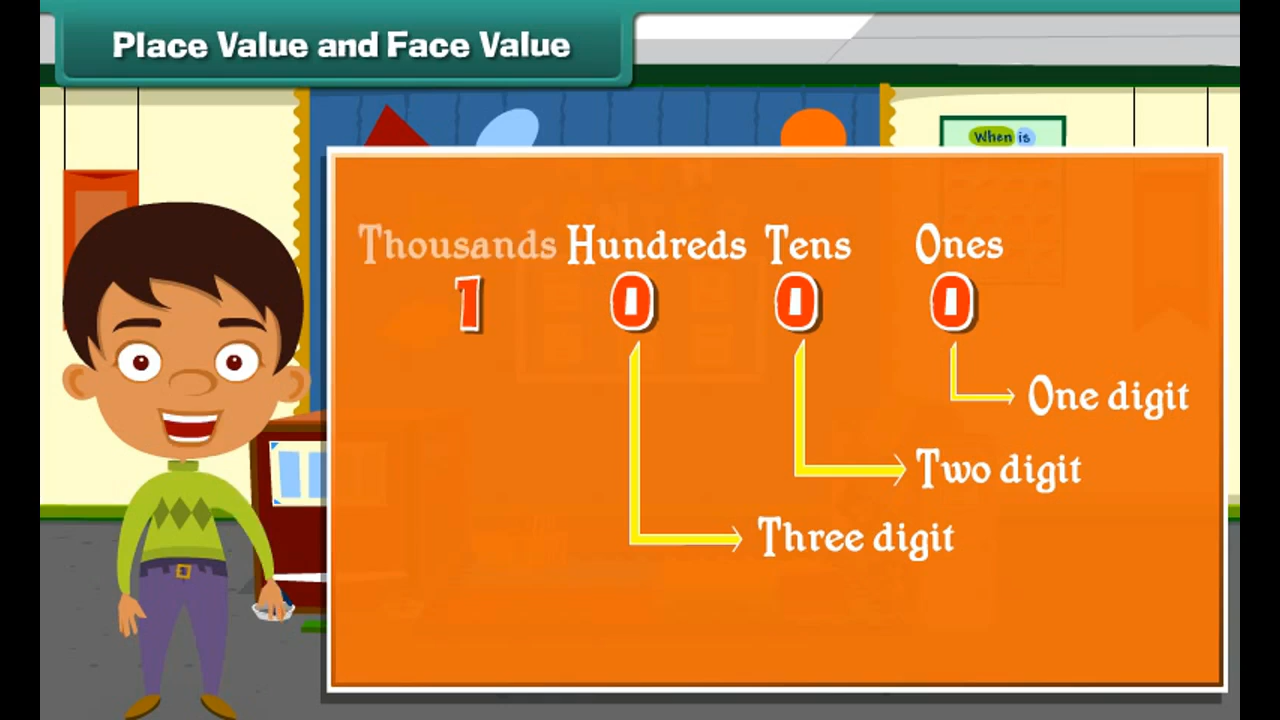 Place Value and Face Value
When is
Thousands Hundreds Tens Ones
1 0 0 0
One digit
Two digit
Three digit